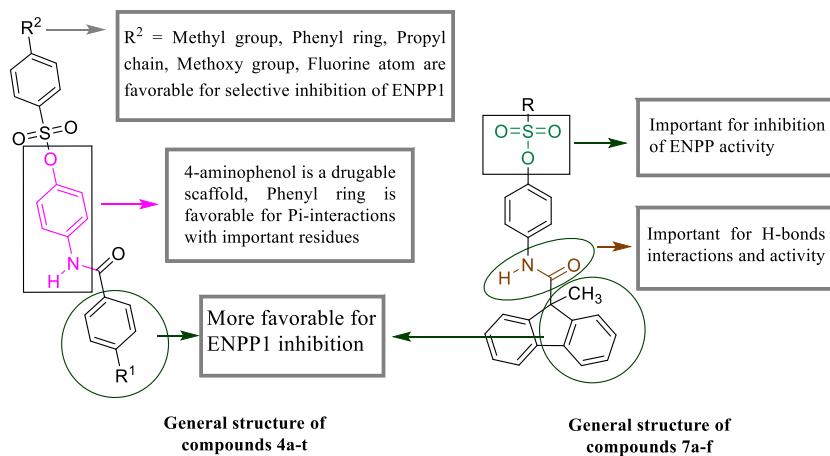 R²
R² = Methyl group, Phenyl ring, Propyl
chain, Methoxy group, Fluorine atom are
favorable for selective inhibition of ENPP1
O
S
O
O
4-aminophenol is a drugable
scaffold, Phenyl ring is
favorable for Pi-interactions
with important residues
N
H
O
R¹
More favorable for
ENPP1 inhibition
General structure of
compounds 4a-t
R
O
S
O
O
Important for inhibition
of ENPP activity
H
N
O
Important for H-bonds
interactions and activity
CH₃
General structure of
compounds 7a-f